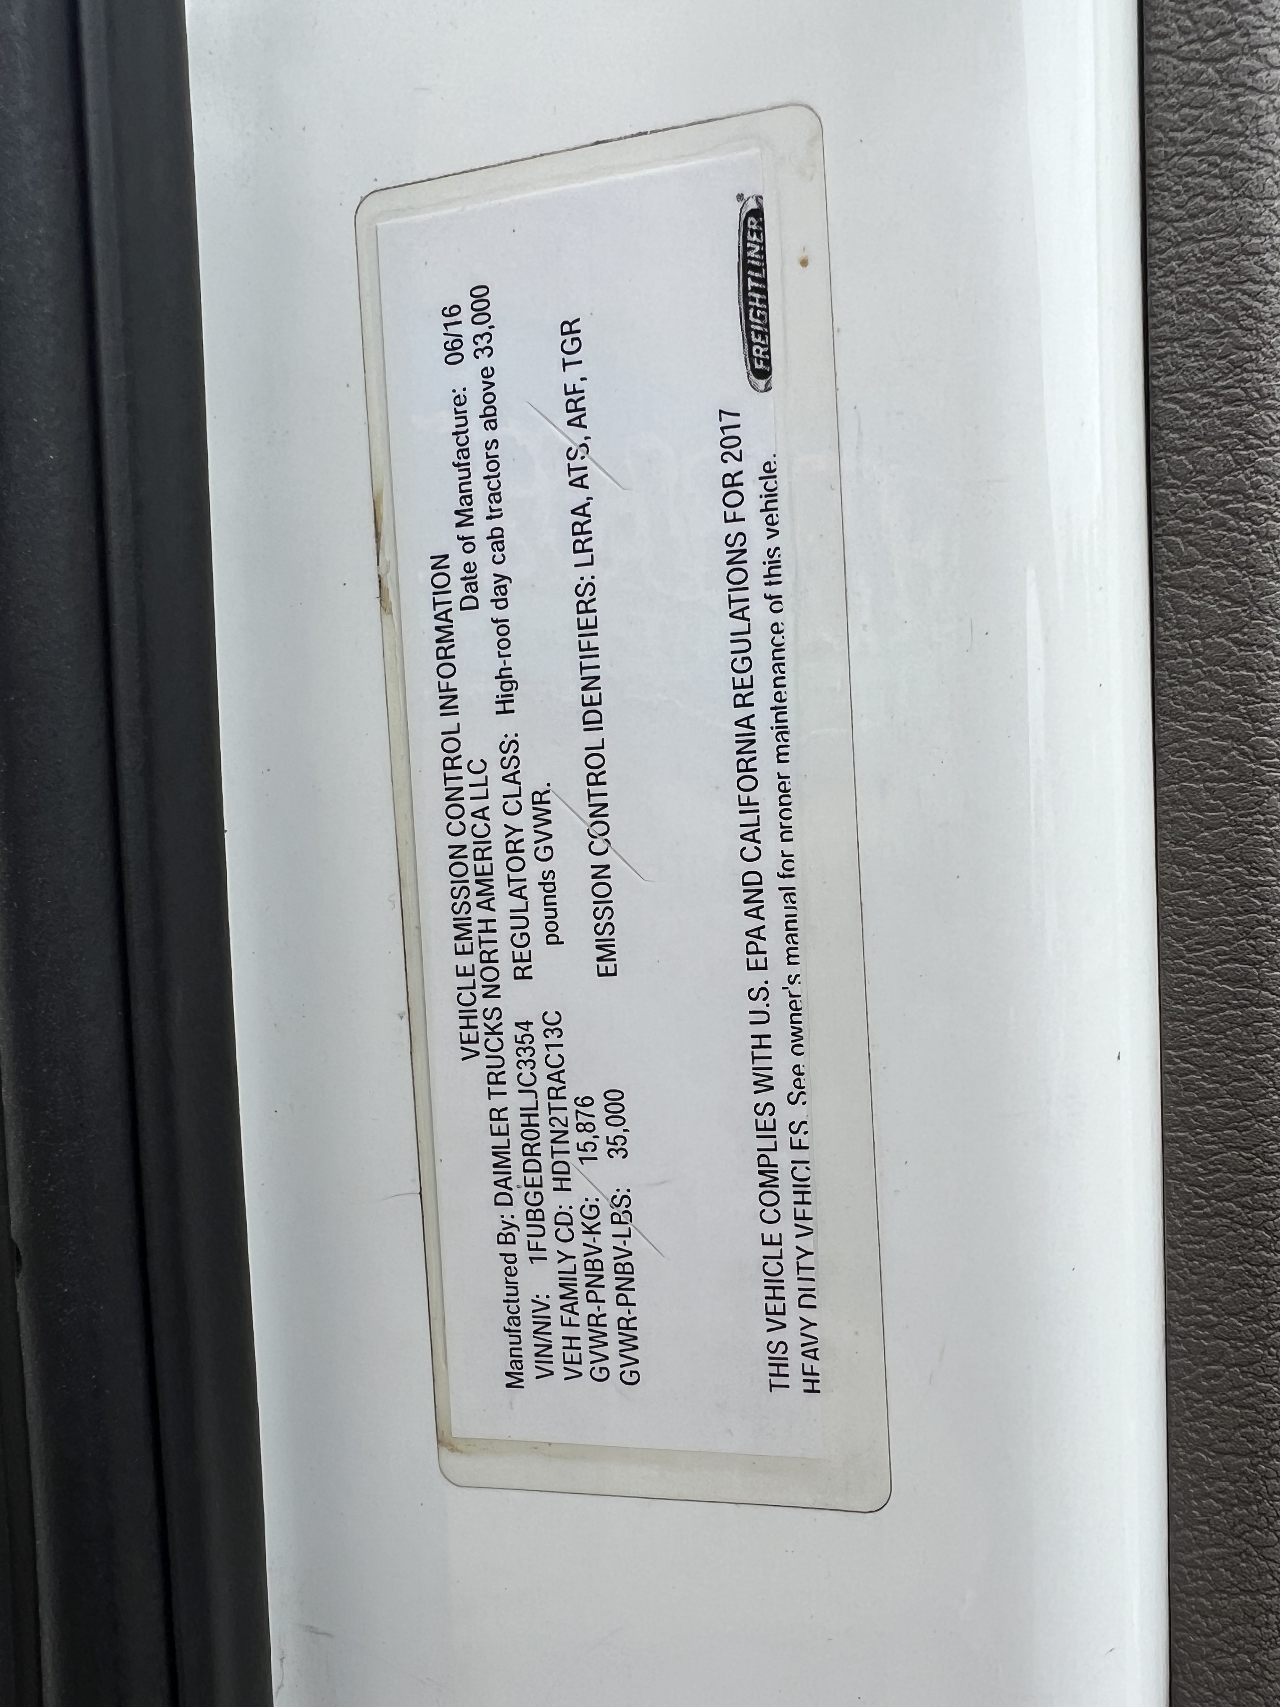 VEHICLE EMISSION CONTROL INFORMATION
Manufactured By: DAIMLER TRUCKS NORTH AMERICA LLC Date of Manufacture: 06/16
VIN/NIV: 1FUBGEDR0HLJC3354 REGULATORY CLASS: High-roof day cab tractors above 33,000
VEH FAMILY CD: HDTN2TRAC13C pounds GVWR.
GVWR-PNBV-KG: 15,876
GVWR-PNBV-LBS: 35,000 EMISSION CONTROL IDENTIFIERS: LRRA, ATS, ARF, TGR
THIS VEHICLE COMPLIES WITH U.S. EPA AND CALIFORNIA REGULATIONS FOR 2017
HEAVY DUTY VEHICLES. See owner's manual for proper maintenance of this vehicle.
FREIGHTLINER®